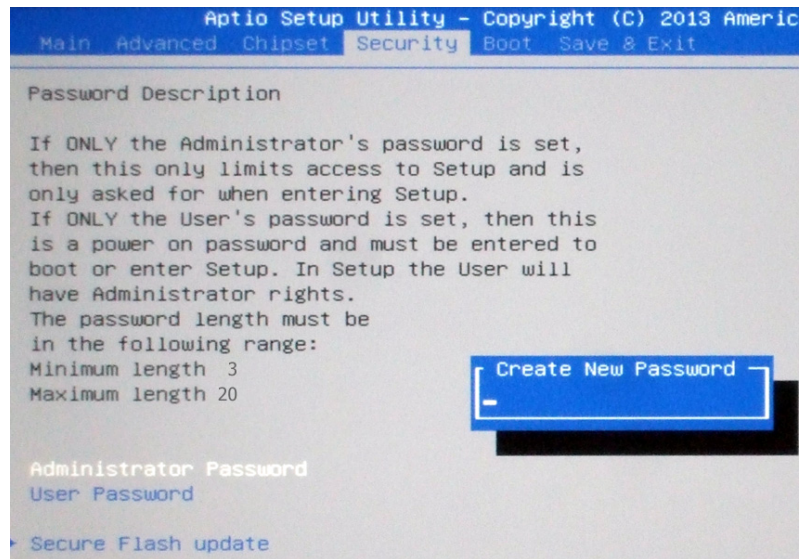 Aptio Setup Utility – Copyright (C) 2013 Americ
Main Advanced Chipset Security Boot Save & Exit
Password Description
If ONLY the Administrator's password is set,
then this only limits access to Setup and is
only asked for when entering Setup.
If ONLY the User's password is set, then this
is a power on password and must be entered to
boot or enter Setup. In Setup the User will
have Administrator rights.
The password length must be
in the following range:
Minimum length 3
Maximum length 20
Create New Password
Administrator Password
User Password
Secure Flash update